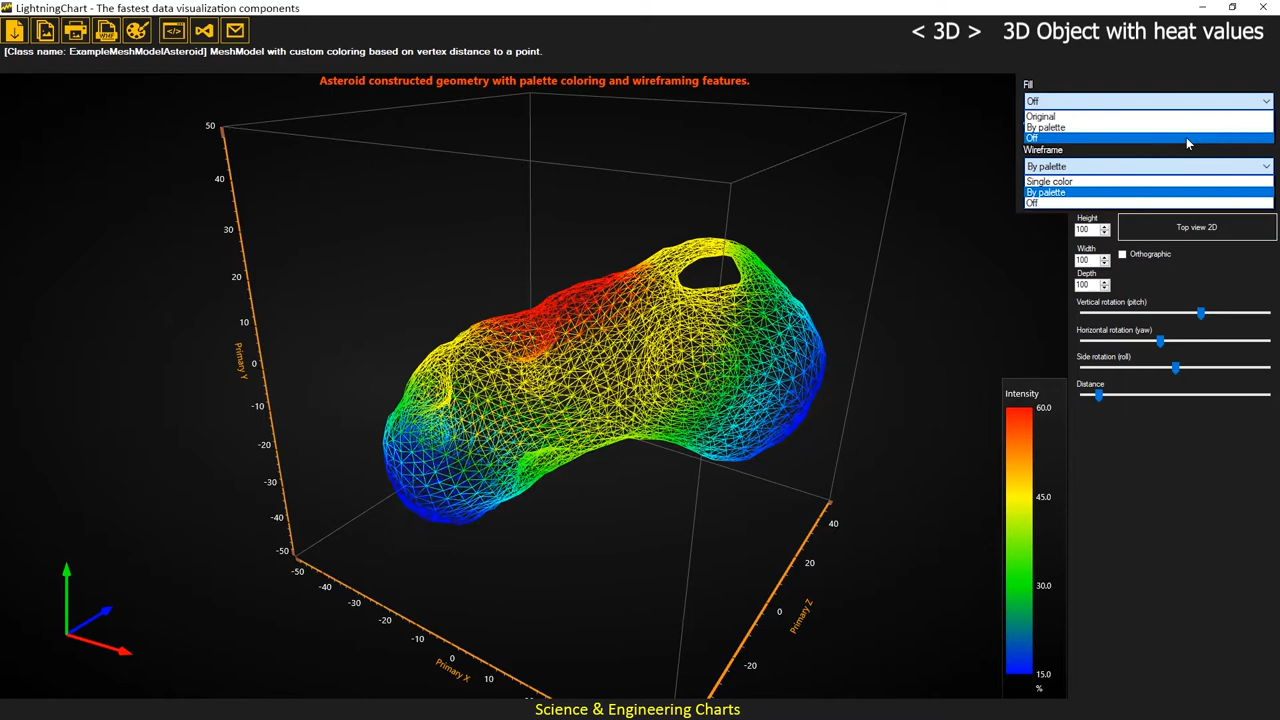 LightningChart - The fastest data visualization components
WMF
</>
< 3D > 3D Object with heat values
[Class name: ExampleMeshModelAsteroid] MeshModel with custom coloring based on vertex distance to a point.
Asteroid constructed geometry with palette coloring and wireframing features.
Fill
Off
Original
By palette
Off
Wireframe
By palette
Single color
By palette
Off
Height
100
Top view 2D
Width
100
Orthographic
Depth
100
Vertical rotation (pitch)
Horizontal rotation (yaw)
Side rotation (roll)
Distance
50
40
30
20
10
0
-10
-20
-30
-40
-50
Primary Y
-50
-40
-30
-20
-10
0
10
Primary X
40
20
0
-20
Primary Z
Intensity
60.0
45.0
30.0
15.0
%
Science & Engineering Charts